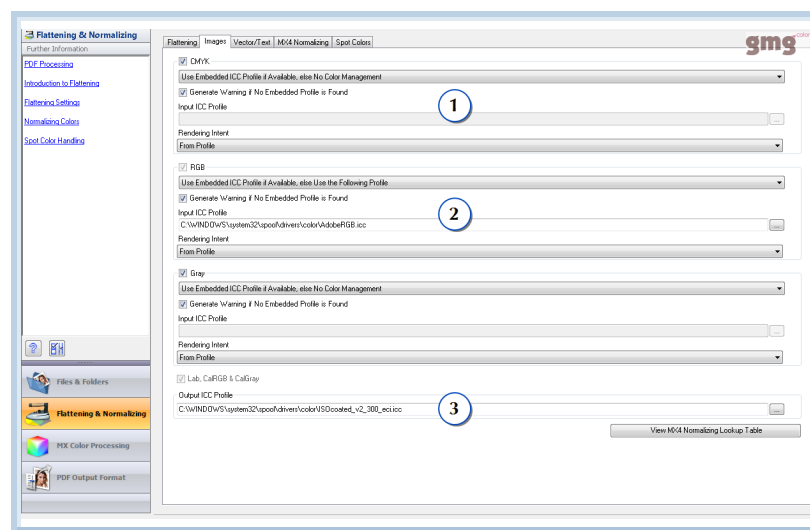 Flattening & Normalizing
Further Information
PDF Processing
Introduction to Flattening
Flattening Settings
Normalizing Colors
Spot Color Handling
Files & Folders
Flattening & Normalizing
MX Color Processing
PDF Output Format
Flattening Images Vector/Text MX4 Normalizing Spot Colors
gmg color
CMYK
Use Embedded ICC Profile if Available, else No Color Management
Generate Warning if No Embedded Profile is Found
1
Input ICC Profile
...
Rendering Intent
From Profile
RGB
Use Embedded ICC Profile if Available, else Use the Following Profile
Generate Warning if No Embedded Profile is Found
2
Input ICC Profile
C:\WINDOWS\system32\spool\drivers\color\AdobeRGB.icc ...
Rendering Intent
From Profile
Gray
Use Embedded ICC Profile if Available, else No Color Management
Generate Warning if No Embedded Profile is Found
Input ICC Profile
...
Rendering Intent
From Profile
Lab, CalRGB & CalGray
Output ICC Profile
3
C:\WINDOWS\system32\spool\drivers\color\ISOcoated_v2_300_eci.icc ...
View MX4 Normalizing Lookup Table